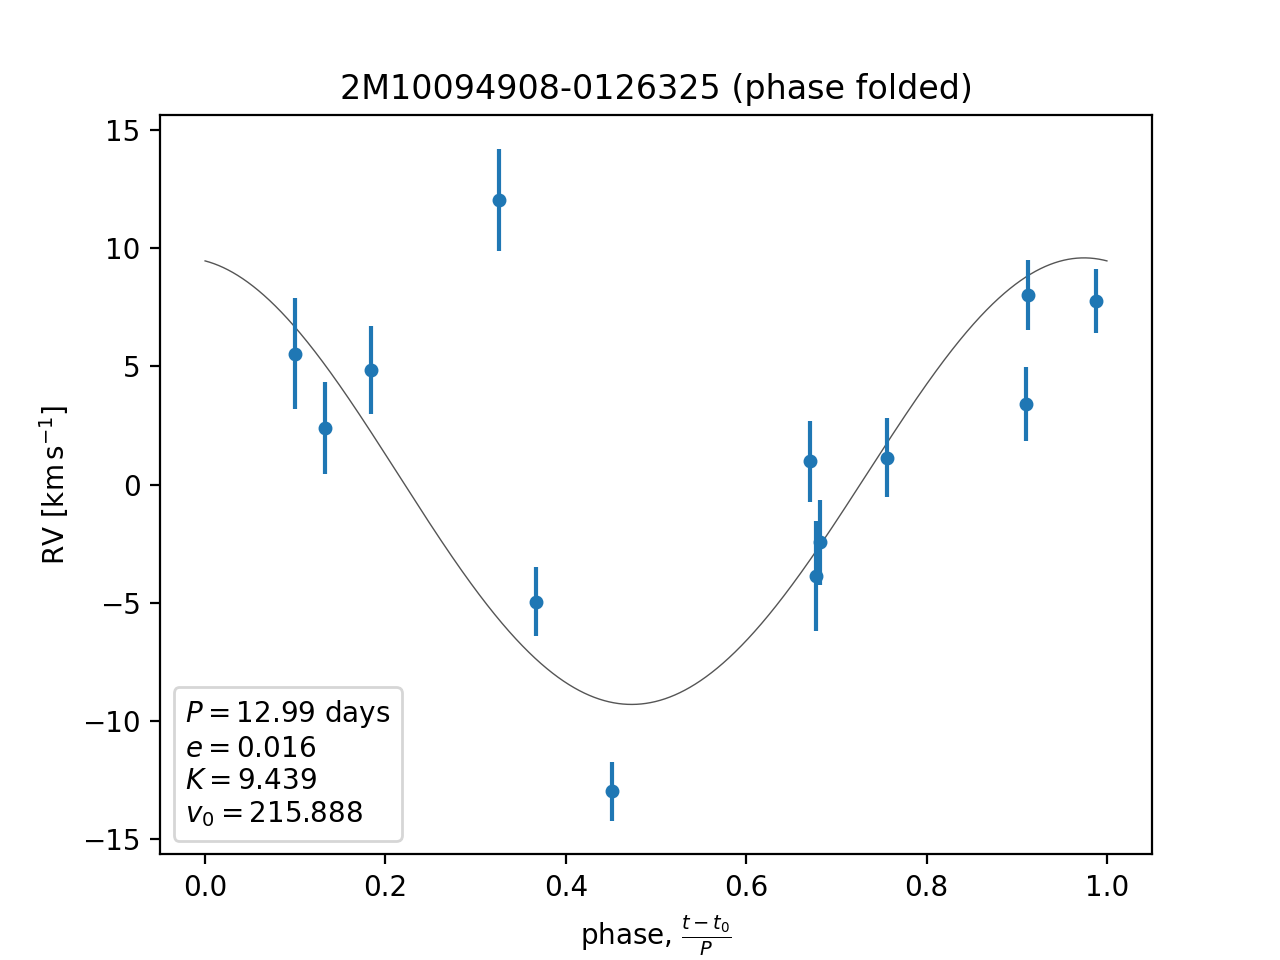 2M10094908-0126325 (phase folded)
15
10
5
0
−5
−10
−15
RV [km s⁻¹]
P = 12.99 days
e = 0.016
K = 9.439
v₀ = 215.888
0.0 0.2 0.4 0.6 0.8 1.0
phase, (t − t₀)/P